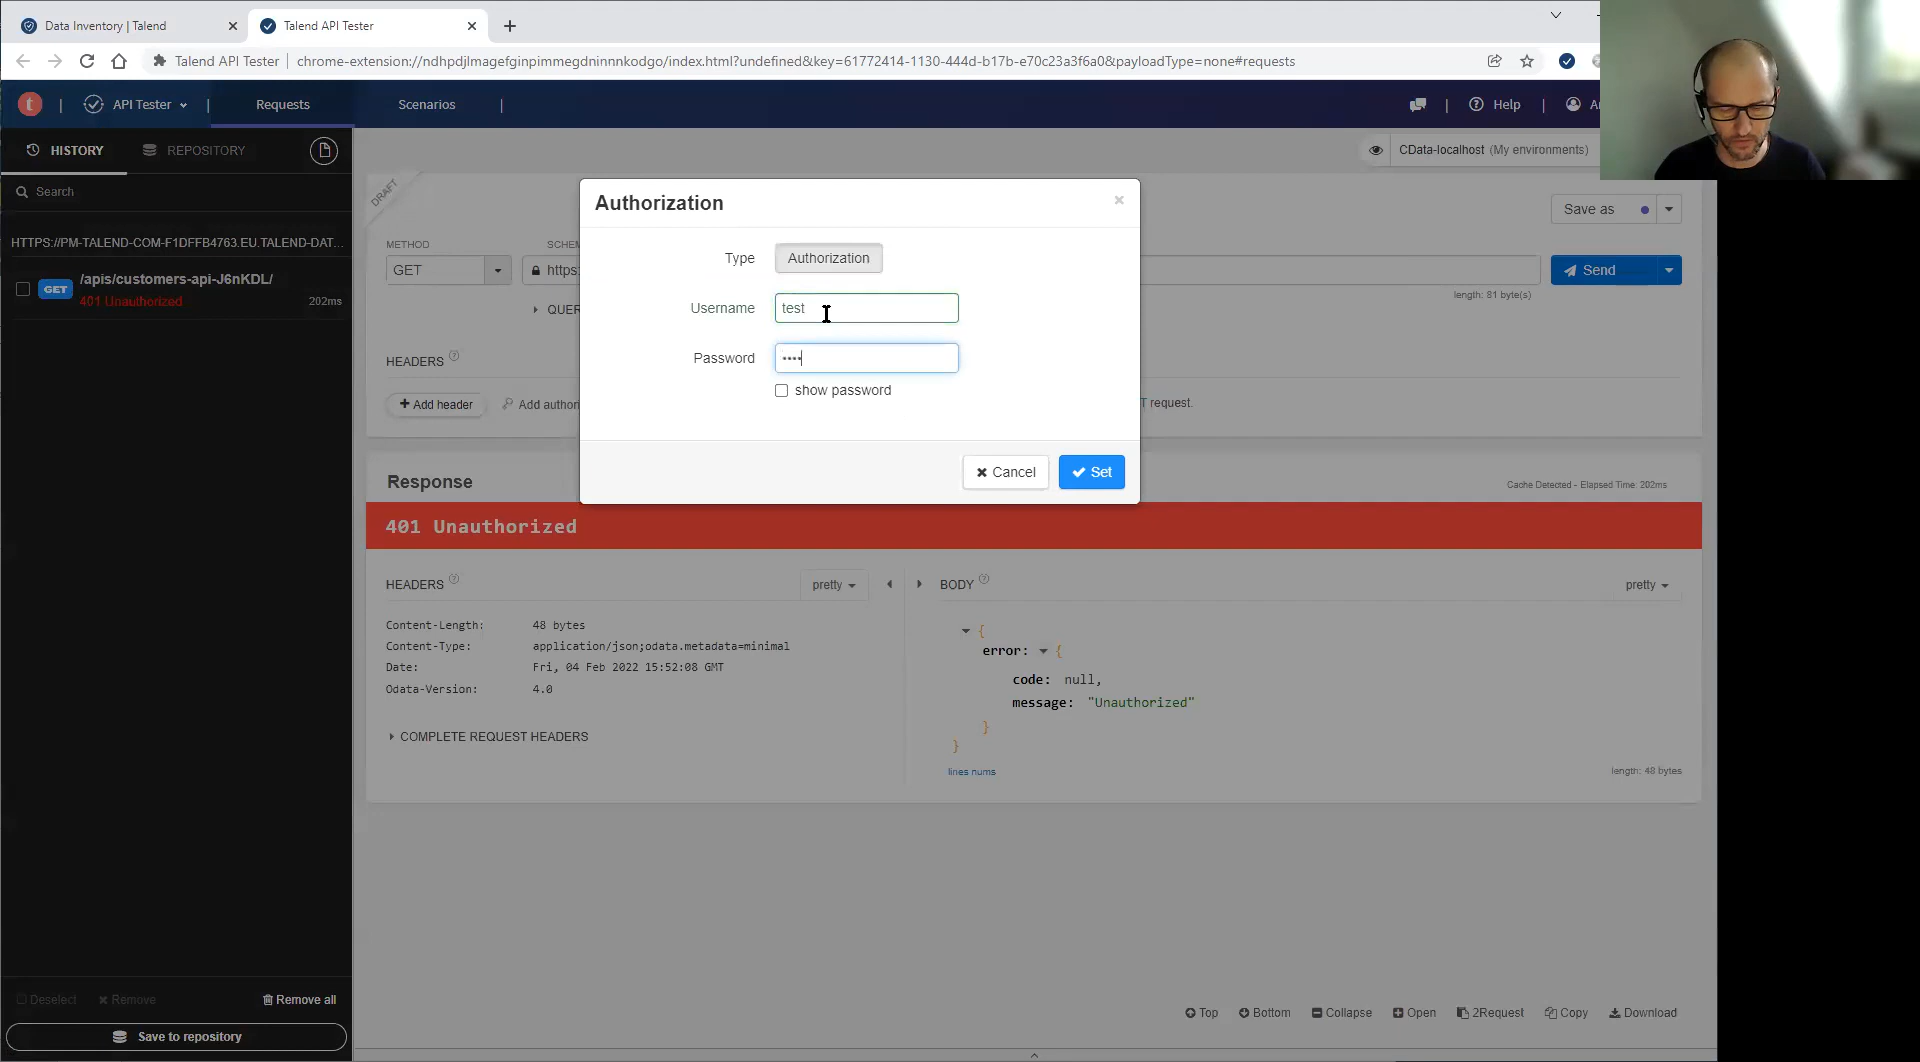 Data Inventory | Talend
Talend API Tester
Talend API Tester
chrome-extension://ndhpdjlmagefginpimmegdninnnkodgo/index.html?undefined&key=61772414-1130-444d-b17b-e70c23a3f6a0&payloadType=none#requests
API Tester
Requests
Scenarios
Help
HISTORY
REPOSITORY
CData-localhost (My environments)
Search
DRAFT
Authorization
Save as
HTTPS://PM-TALEND-COM-F1DFFB4763.EU.TALEND-DAT...
METHOD
Type
Authorization
GET
https:
Send
length: 81 byte(s)
GET
/apis/customers-api-J6nKDL/
401 Unauthorized
202ms
Username
test
Password
••••
HEADERS
show password
Add header
request.
Cancel
Set
Response
Cache Detected - Elapsed Time: 202ms
401 Unauthorized
HEADERS
pretty
BODY
pretty
Content-Length: 48 bytes
Content-Type: application/json;odata.metadata=minimal
Date: Fri, 04 Feb 2022 15:52:08 GMT
Odata-Version: 4.0
{
error: {
code: null,
message: "Unauthorized"
}
}
COMPLETE REQUEST HEADERS
lines nums
length: 48 bytes
Deselect
Remove
Remove all
Top
Bottom
Collapse
Open
2Request
Copy
Download
Save to repository